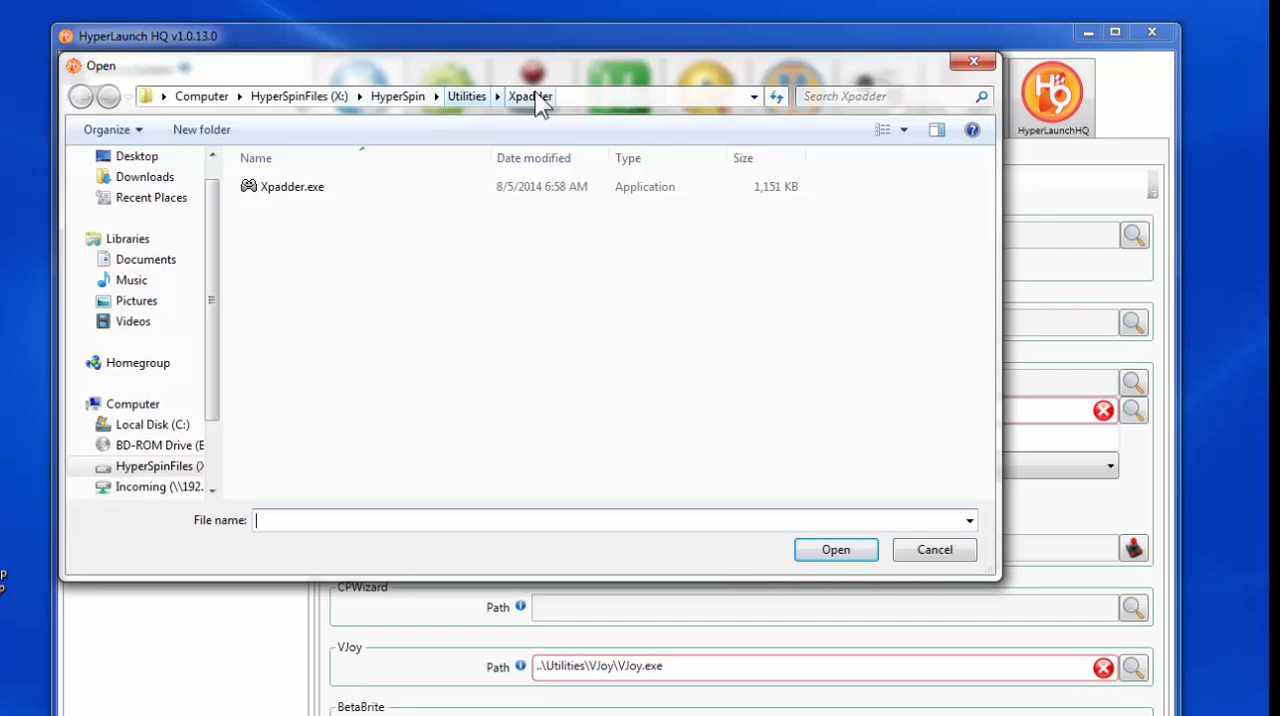 HyperLaunch HQ v1.0.13.0
Open
Computer HyperSpinFiles (X:) HyperSpin Utilities Xpadder Search Xpadder
HyperLaunchHQ
Organize New folder
Name Date modified Type Size
Xpadder.exe 8/5/2014 6:58 AM Application 1,151 KB
Desktop
Downloads
Recent Places
Libraries
Documents
Music
Pictures
Videos
Homegroup
Computer
Local Disk (C:)
BD-ROM Drive (E
HyperSpinFiles (X
Incoming (\\192.
File name:
Open Cancel
CPWizard
Path
VJoy
Path ..\Utilities\VJoy\VJoy.exe
BetaBrite
p
p